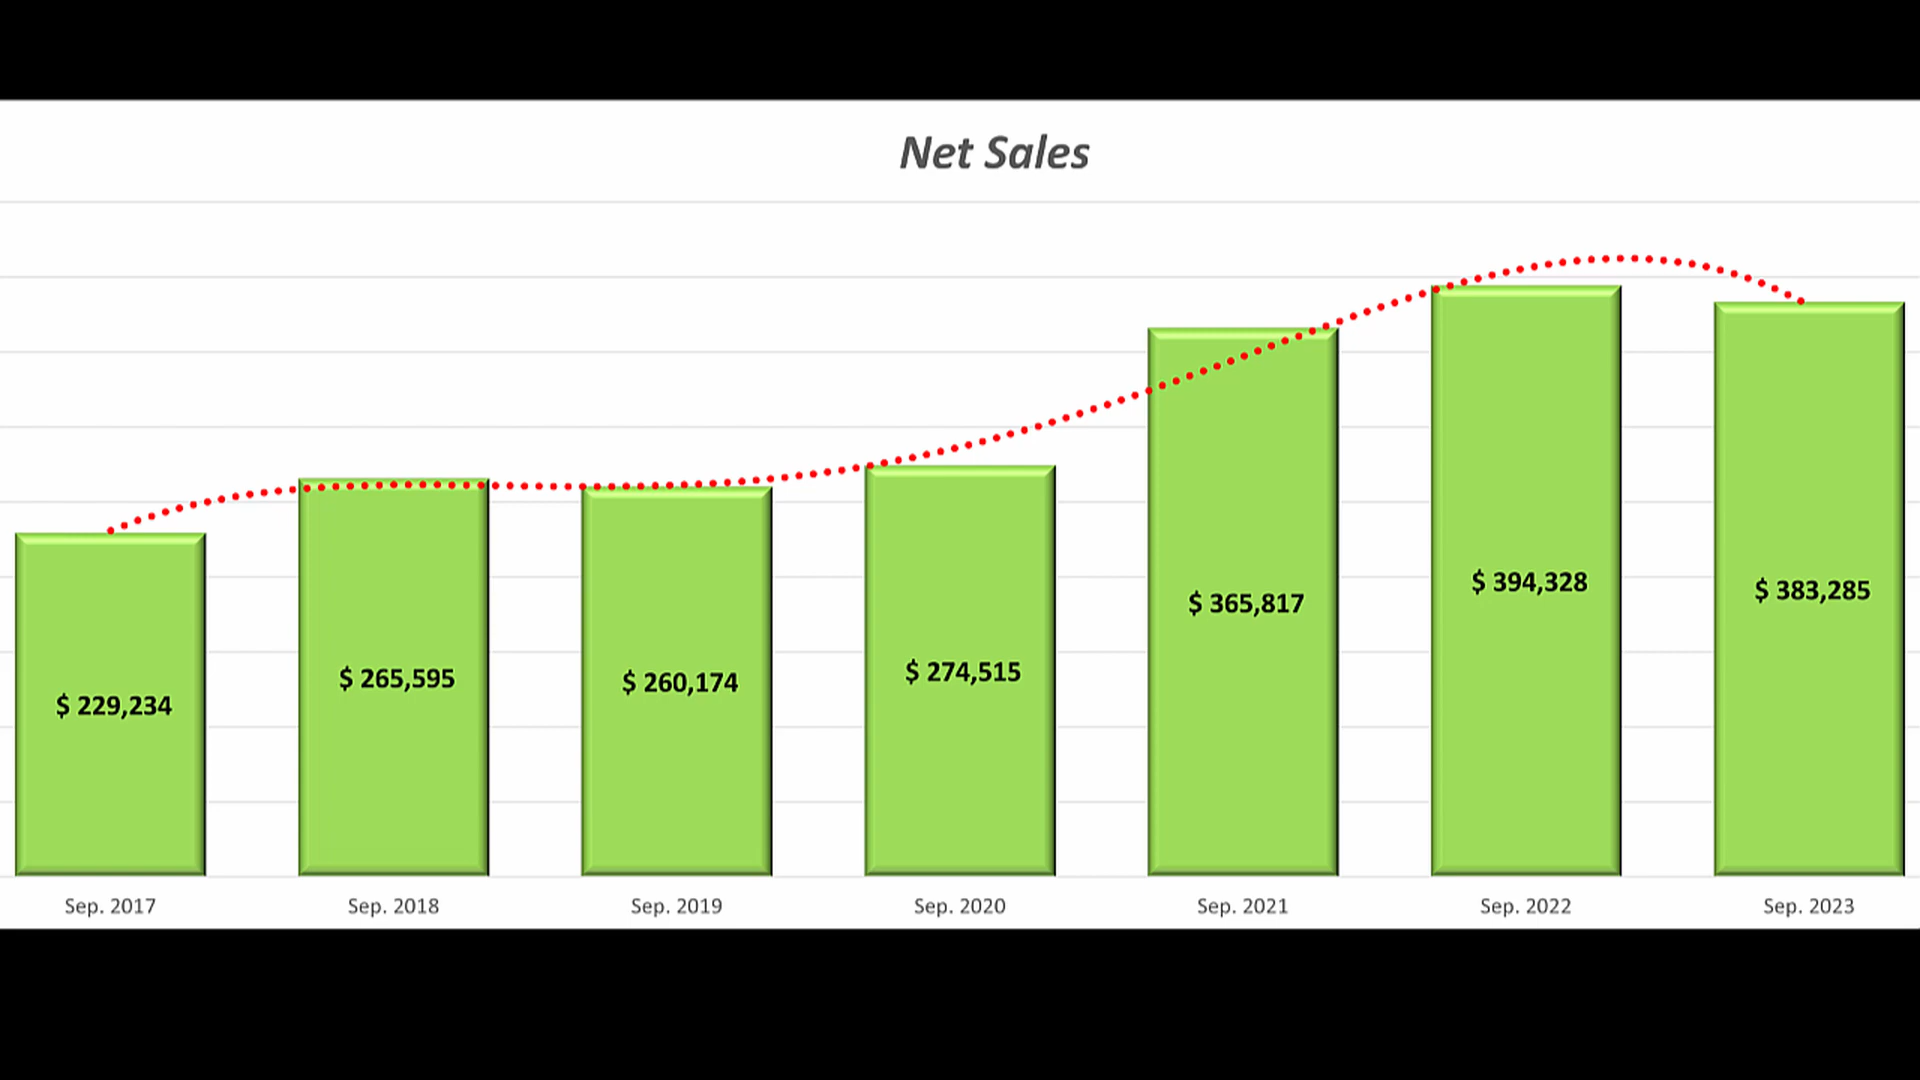 Net Sales
$ 229,234
$ 265,595
$ 260,174
$ 274,515
$ 365,817
$ 394,328
$ 383,285
Sep. 2017
Sep. 2018
Sep. 2019
Sep. 2020
Sep. 2021
Sep. 2022
Sep. 2023